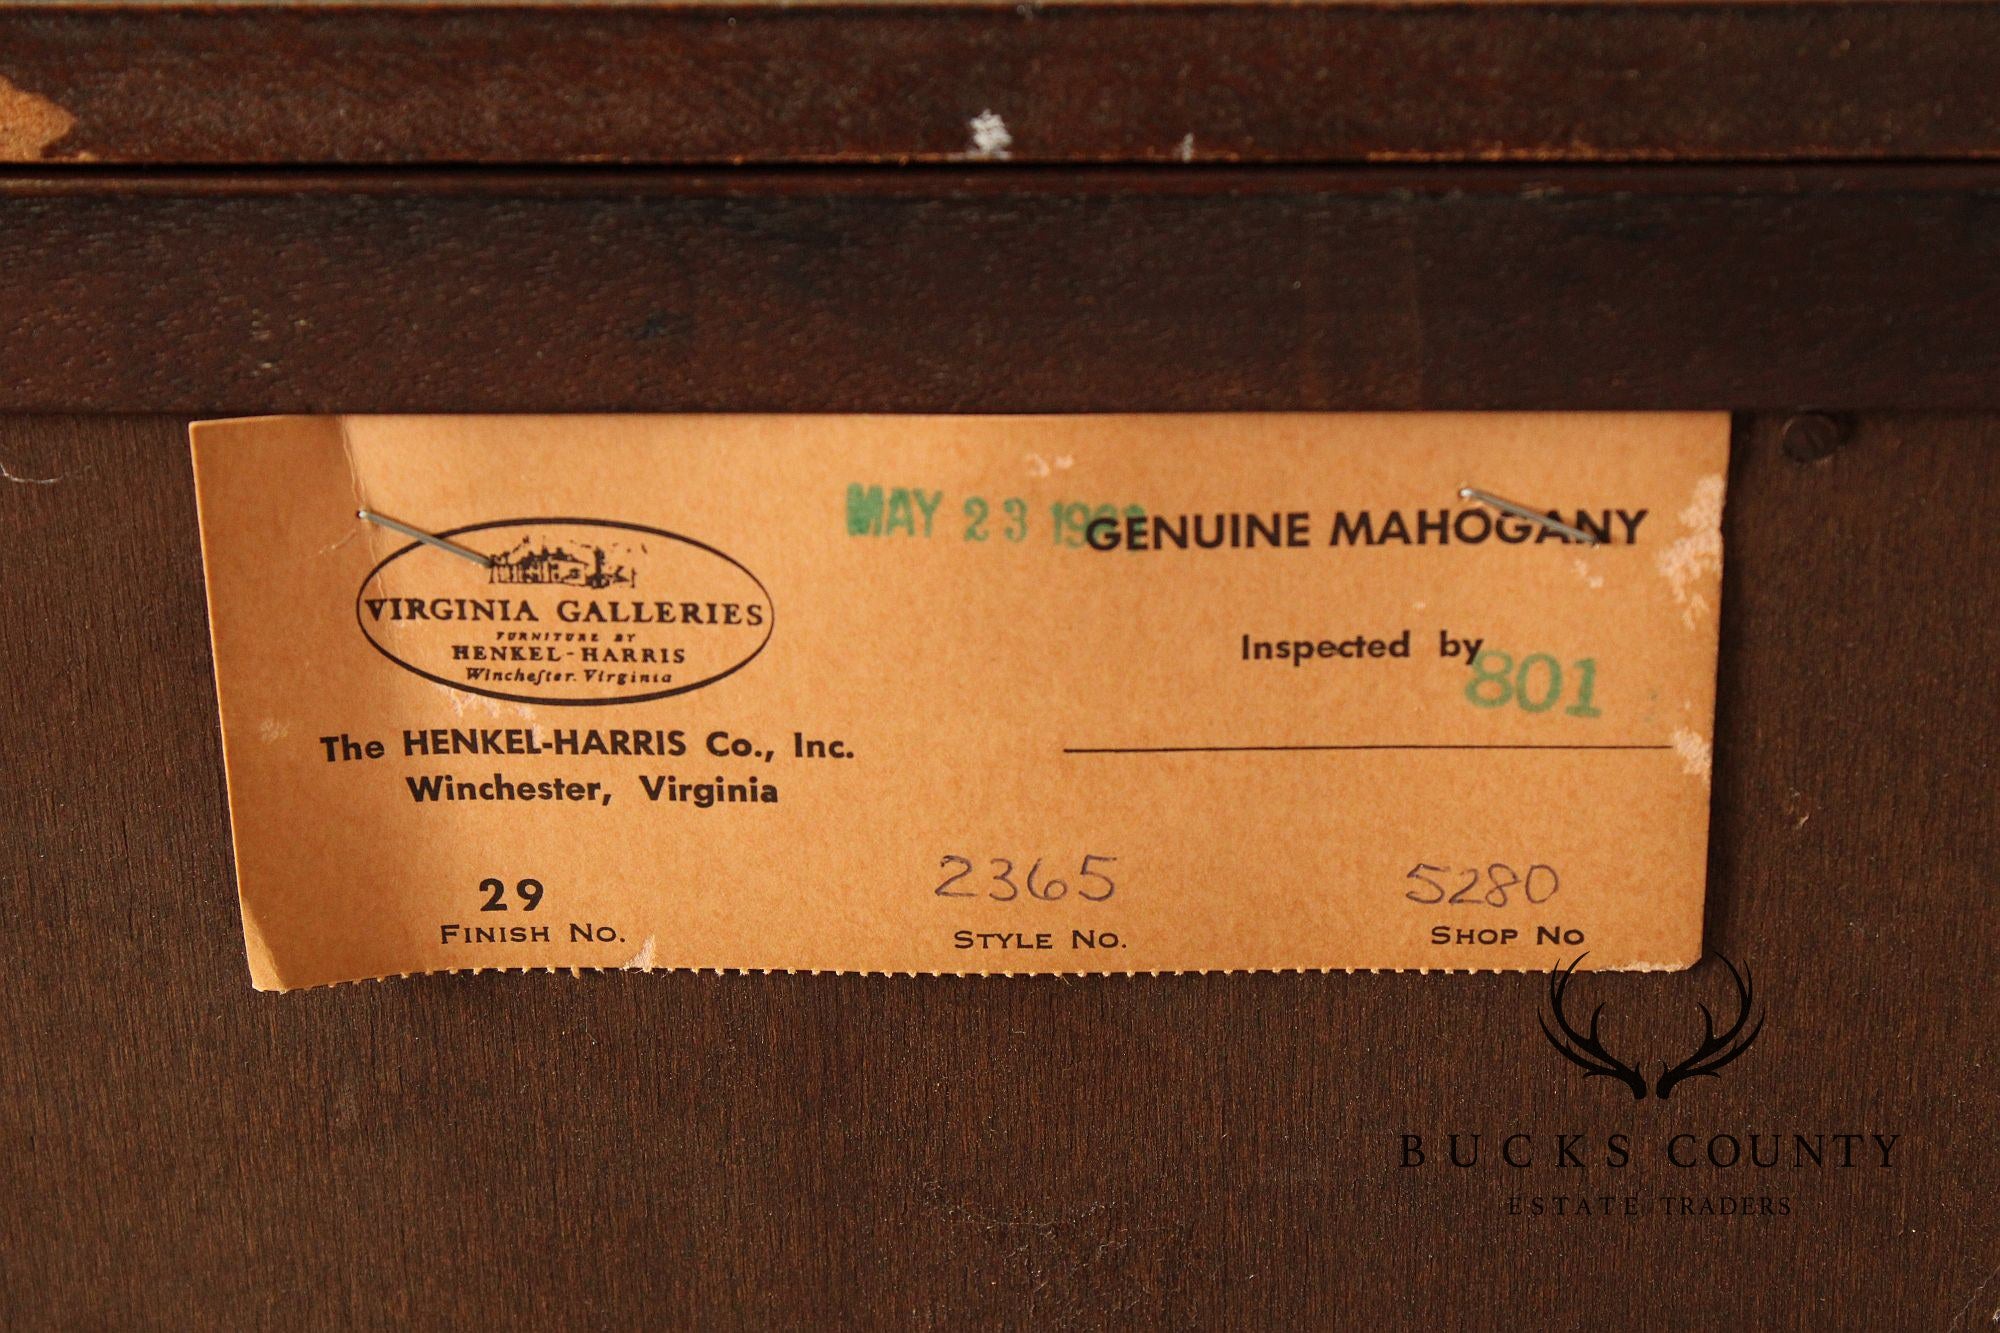 MAY 23
GENUINE MAHOGANY
VIRGINIA GALLERIES
FURNITURE BY
HENKEL-HARRIS
Winchester. Virginia
Inspected by
801
The HENKEL-HARRIS Co., Inc.
Winchester, Virginia
29
FINISH NO.
2365
STYLE NO.
5280
SHOP NO
BUCKS COUNTY
ESTATE TRADERS